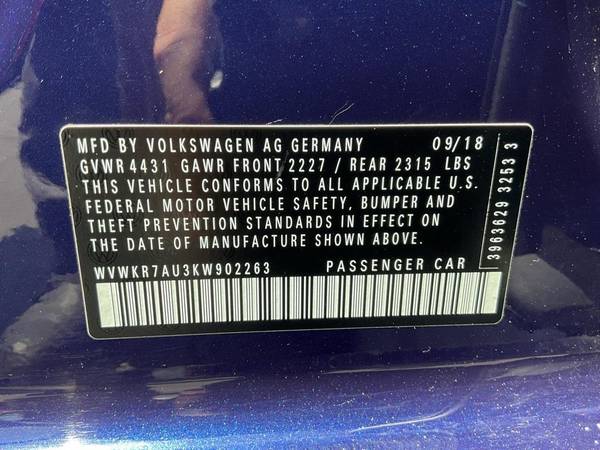 MFD BY VOLKSWAGEN AG GERMANY 09/18
GVWR 4431 GAWR FRONT 2227 / REAR 2315 LBS
THIS VEHICLE CONFORMS TO ALL APPLICABLE U.S.
FEDERAL MOTOR VEHICLE SAFETY, BUMPER AND
THEFT PREVENTION STANDARDS IN EFFECT ON
THE DATE OF MANUFACTURE SHOWN ABOVE.
WVWKR7AU3KW902263 PASSENGER CAR
3963629 3253 3